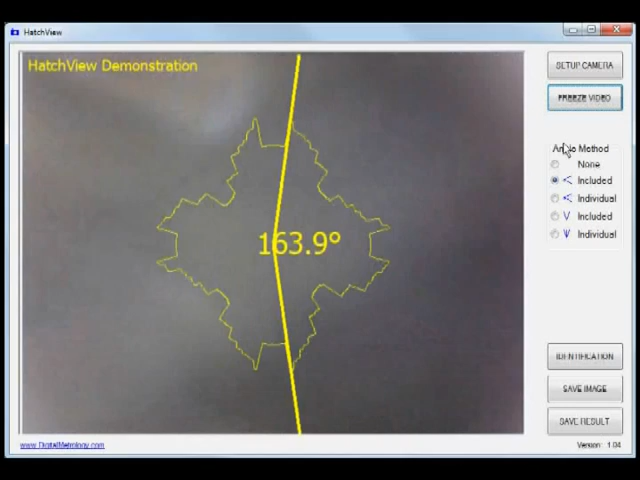 HatchView
HatchView Demonstration
163.9°
SETUP CAMERA
FREEZE VIDEO
Angle Method
None
Included
Individual
Included
Individual
IDENTIFICATION
SAVE IMAGE
SAVE RESULT
www.DigitalMetrology.com
Version: 1.04